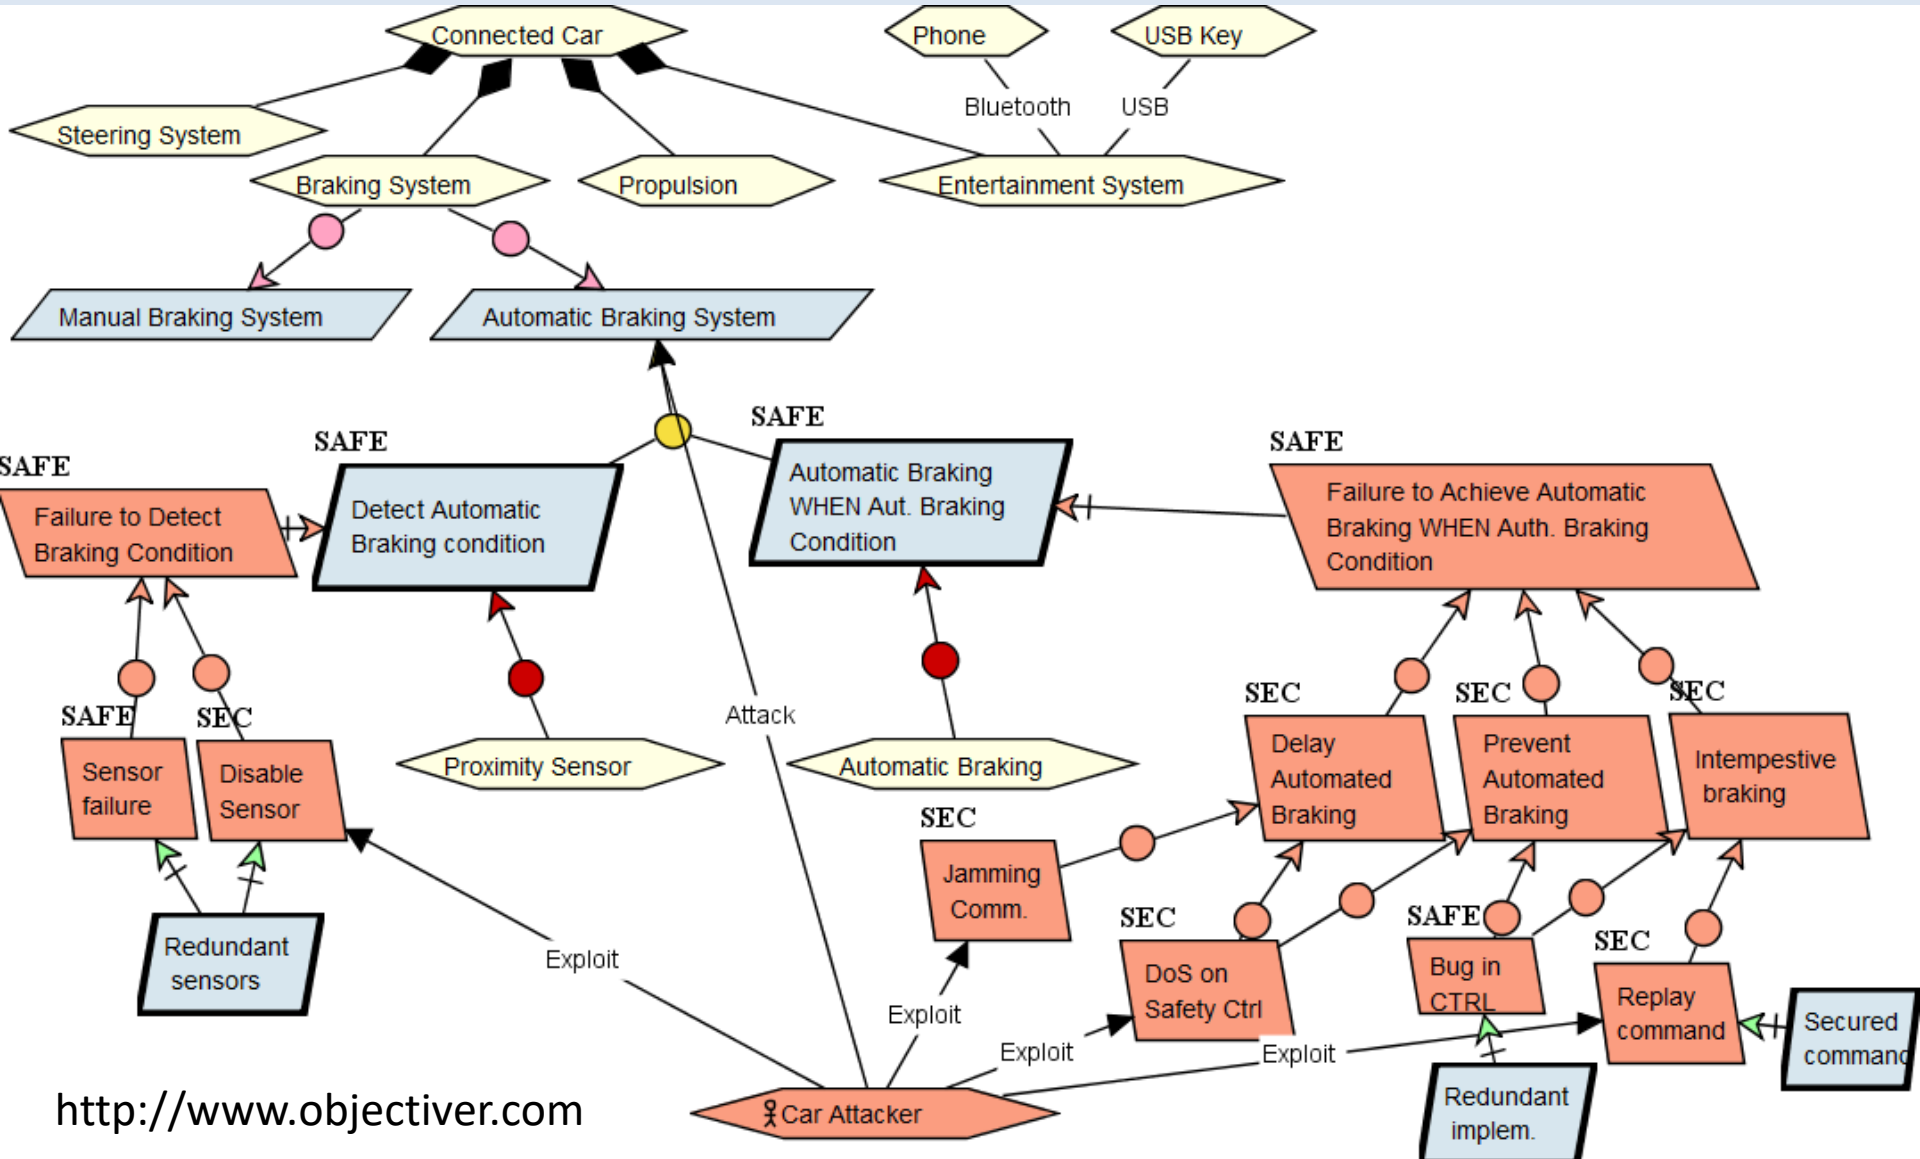 Connected Car
Phone
USB Key
Bluetooth
USB
Steering System
Braking System
Propulsion
Entertainment System
Manual Braking System
Automatic Braking System
SAFE
SAFE
SAFE
SAFE
Failure to Detect
Braking Condition
Detect Automatic
Braking condition
Automatic Braking
WHEN Aut. Braking
Condition
Failure to Achieve Automatic
Braking WHEN Auth. Braking
Condition
SAFE
SEC
Attack
SEC
SEC
SEC
Sensor
failure
Disable
Sensor
Proximity Sensor
Automatic Braking
Delay
Automated
Braking
Prevent
Automated
Braking
Intempestive
braking
SEC
Jamming
Comm.
SEC
SAFE
SEC
Redundant
sensors
Exploit
Exploit
DoS on
Safety Ctrl
Bug in
CTRL
Replay
command
Secured
command
Exploit
Exploit
http://www.objectiver.com
Car Attacker
Redundant
implem.